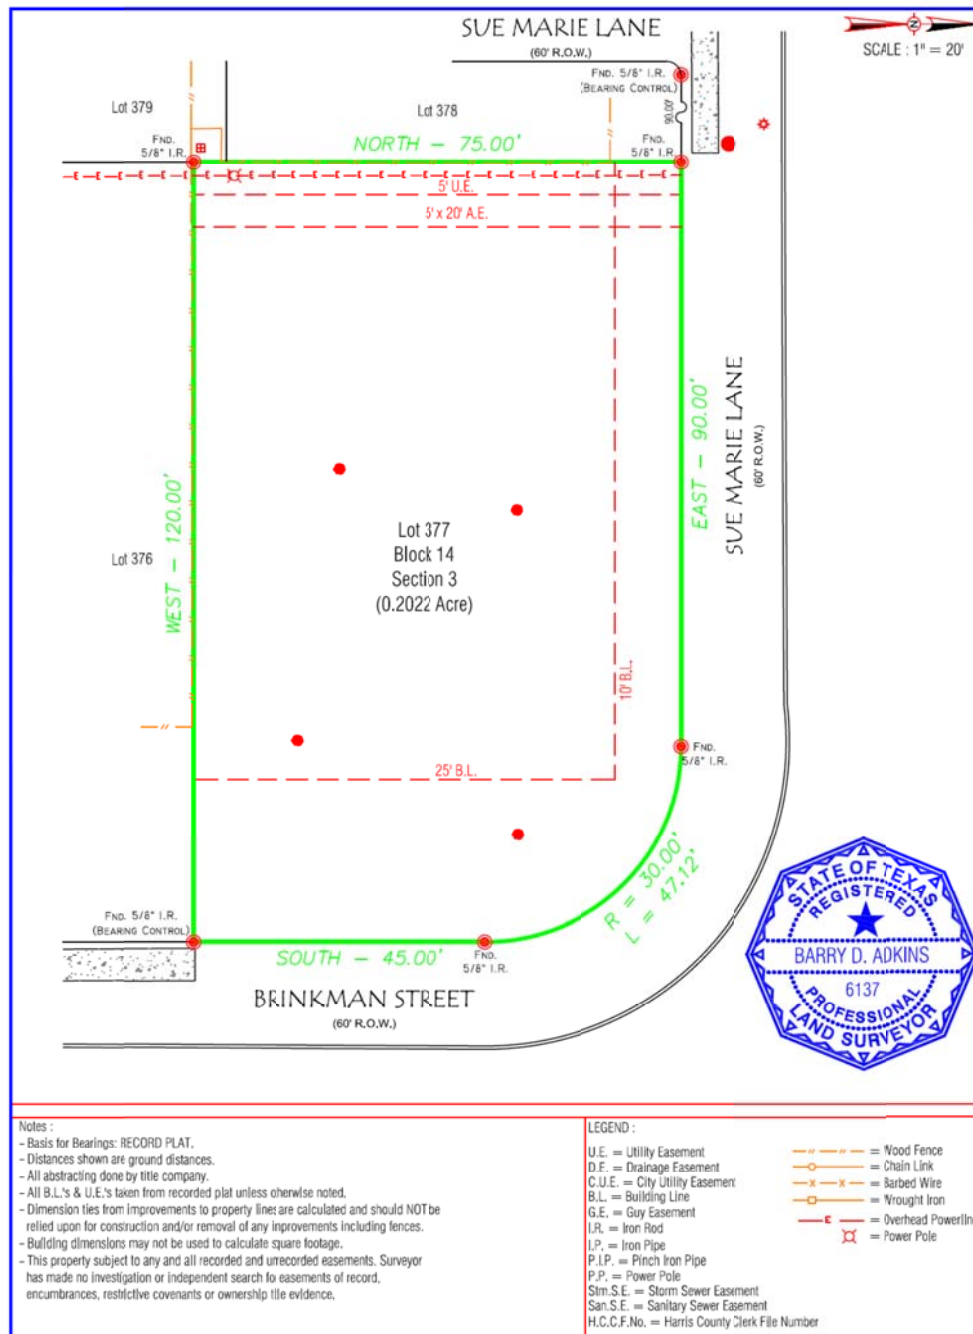 SUE MARIE LANE
(60' R.O.W.)
SCALE : 1" = 20'
FND. 5/8" I.R.
(BEARING CONTROL)
90.00'
Lot 379
Lot 378
FND.
5/8" I.R.
NORTH – 75.00'
FND.
5/8" I.R.
E E E E E E E E E E E E E E E E E E
5' U.E.
5' x 20' A.E.
WEST – 120.00'
Lot 376
Lot 377
Block 14
Section 3
(0.2022 Acre)
EAST – 90.00'
SUE MARIE LANE
(60' R.O.W.)
10' B.L.
25' B.L.
FND.
5/8" I.R.
R = 30.00'
L = 47.12'
FND. 5/8" I.R.
(BEARING CONTROL)
SOUTH – 45.00'
FND.
5/8" I.R.
BRINKMAN STREET
(60' R.O.W.)
STATE OF TEXAS
REGISTERED
BARRY D. ADKINS
6137
PROFESSIONAL
LAND SURVEYOR
Notes :
– Basis for Bearings: RECORD PLAT.
– Distances shown are ground distances.
– All abstracting done by title company.
– All B.L.'s & U.E.'s taken from recorded plat unless otherwise noted.
– Dimension ties from improvements to property lines are calculated and should NOT be
relied upon for construction and/or removal of any improvements including fences.
– Building dimensions may not be used to calculate square footage.
– This property subject to any and all recorded and unrecorded easements. Surveyor
has made no investigation or independent search fo easements of record,
encumbrances, restrictive covenants or ownership tile evidence.
LEGEND :
U.E. = Utility Easement
D.E. = Drainage Easement
C.U.E. = City Utility Easement
B.L. = Building Line
G.E. = Guy Easement
I.R. = Iron Rod
I.P. = Iron Pipe
P.I.P. = Pinch Iron Pipe
P.P. = Power Pole
Stm.S.E. = Storm Sewer Easement
San.S.E. = Sanitary Sewer Easement
H.C.C.F.No. = Harris County Clerk File Number
= Wood Fence
= Chain Link
= Barbed Wire
= Wrought Iron
E = Overhead Powerlin
= Power Pole